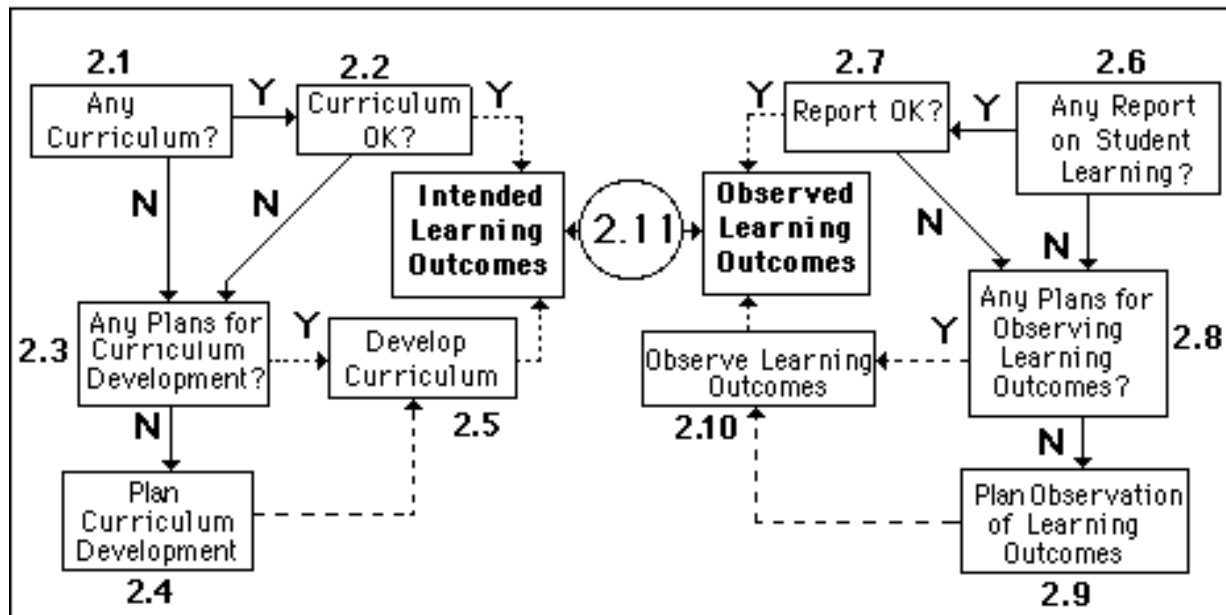 2.1
Any
Curriculum?
Y
2.2
Curriculum
OK?
Y
N
N
2.3
Any Plans for
Curriculum
Development?
Y
N
Plan
Curriculum
Development
2.4
Develop
Curriculum
2.5
Intended
Learning
Outcomes
2.11
Observed
Learning
Outcomes
2.7
Report OK?
Y
Y
2.6
Any Report
on Student
Learning?
N
N
Any Plans for
Observing
Learning
Outcomes?
2.8
Y
Observe Learning
Outcomes
2.10
N
Plan Observation
of Learning
Outcomes
2.9